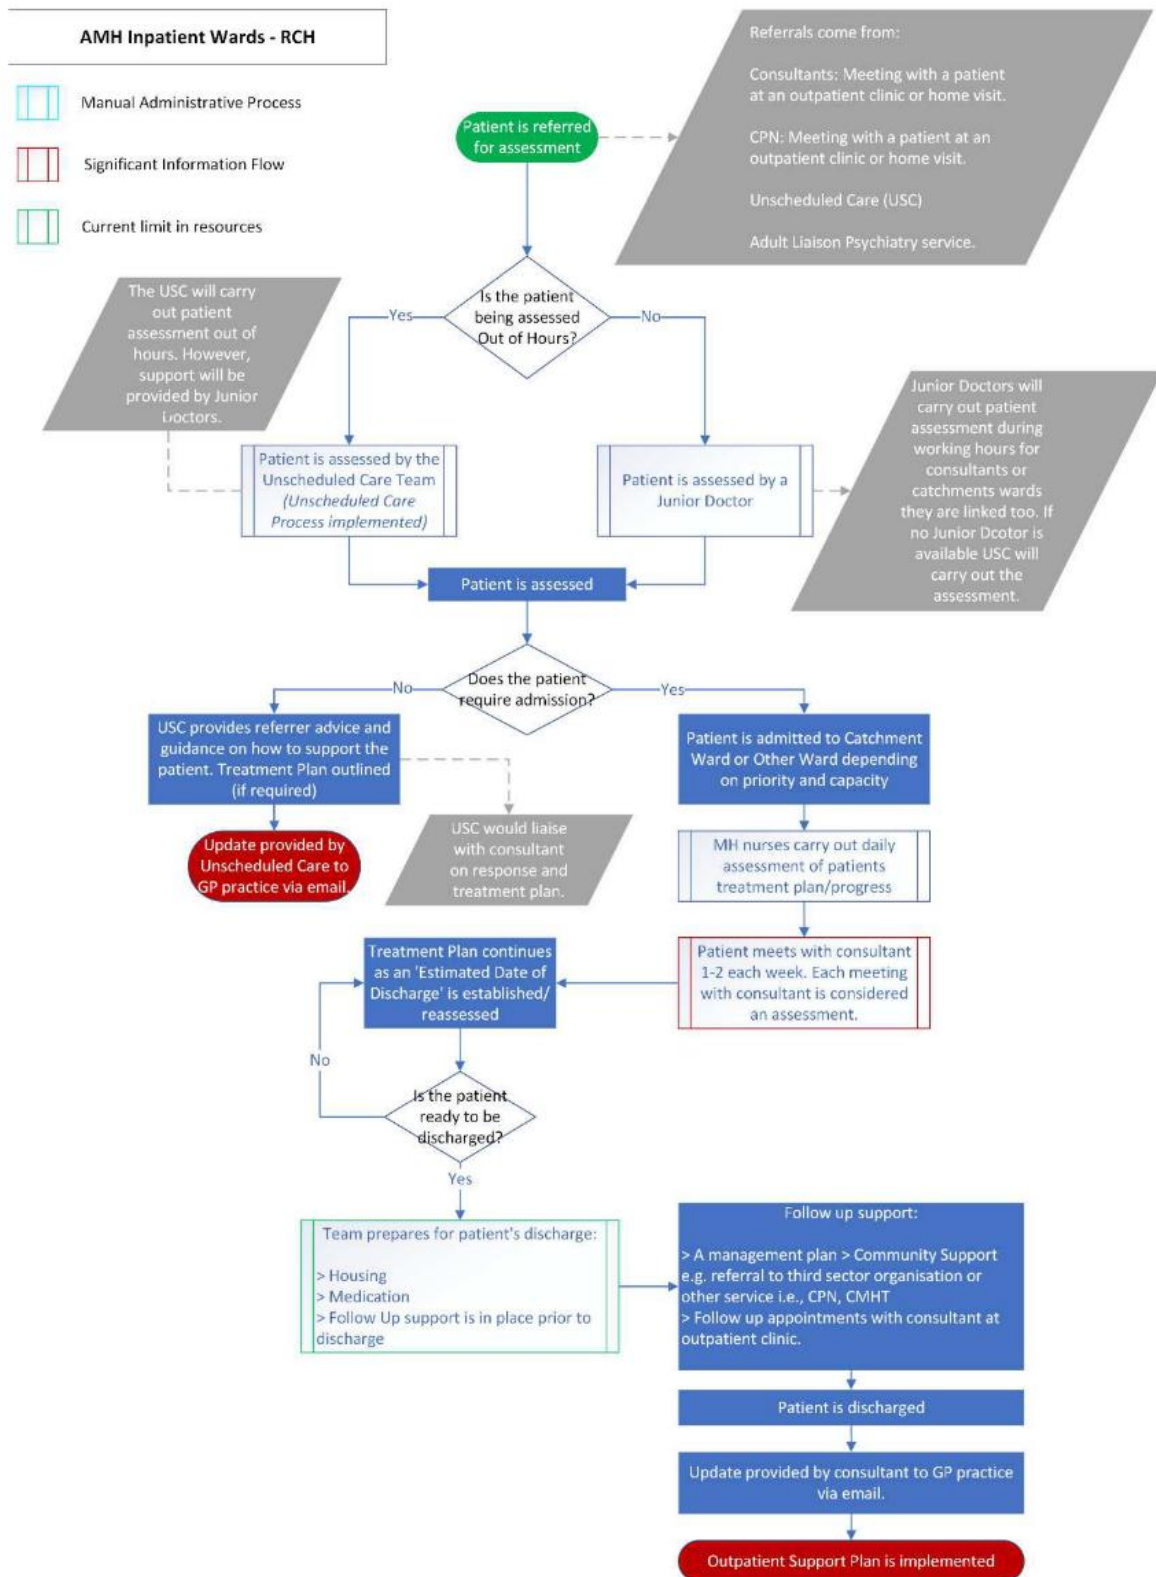 AMH Inpatient Wards - RCH
Manual Administrative Process
Significant Information Flow
Current limit in resources
Patient is referred
for assessment
Referrals come from:
Consultants: Meeting with a patient
at an outpatient clinic or home visit.
CPN: Meeting with a patient at an
outpatient clinic or home visit.
Unscheduled Care (USC)
Adult Liaison Psychiatry service.
Is the patient
being assessed
Out of Hours?
Yes
No
The USC will carry
out patient
assessment out of
hours. However,
support will be
provided by Junior
Doctors.
Junior Doctors will
carry out patient
assessment during
working hours for
consultants or
catchments wards
they are linked too. If
no Junior Dcotor is
available USC will
carry out the
assessment.
Patient is assessed by the
Unscheduled Care Team
(Unscheduled Care
Process implemented)
Patient is assessed by a
Junior Doctor
Patient is assessed
Does the patient
require admission?
No
Yes
USC provides referrer advice and
guidance on how to support the
patient. Treatment Plan outlined
(if required)
Patient is admitted to Catchment
Ward or Other Ward depending
on priority and capacity
Update provided by
Unscheduled Care to
GP practice via email.
USC would liaise
with consultant
on response and
treatment plan.
MH nurses carry out daily
assessment of patients
treatment plan/progress
Patient meets with consultant
1-2 each week. Each meeting
with consultant is considered
an assessment.
Treatment Plan continues
as an 'Estimated Date of
Discharge' is established/
reassessed
No
Is the patient
ready to be
discharged?
Yes
Team prepares for patient's discharge:
> Housing
> Medication
> Follow Up support is in place prior to
discharge
Follow up support:
> A management plan > Community Support
e.g. referral to third sector organisation or
other service i.e., CPN, CMHT
> Follow up appointments with consultant at
outpatient clinic.
Patient is discharged
Update provided by consultant to GP practice
via email.
Outpatient Support Plan is implemented